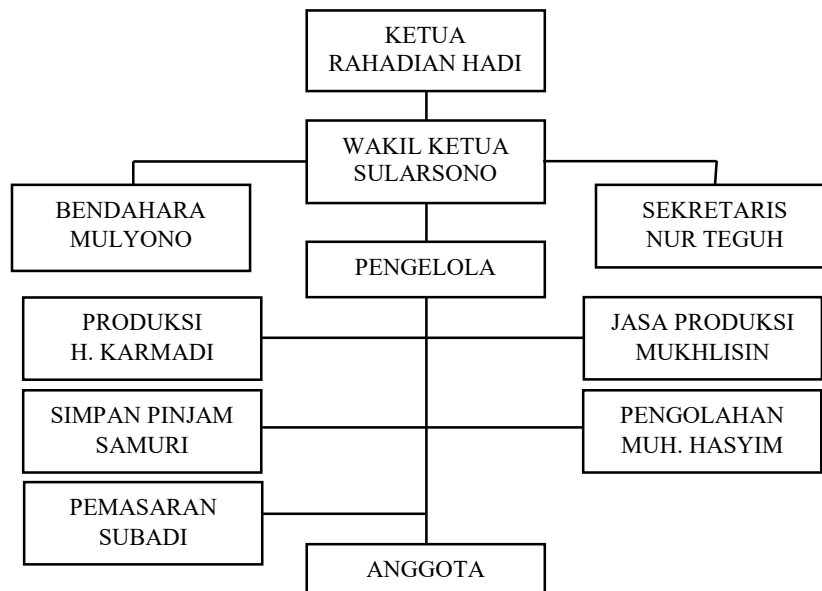 KETUA
RAHADIAN HADI
WAKIL KETUA
SULARSONO
BENDAHARA
MULYONO
SEKRETARIS
NUR TEGUH
PENGELOLA
PRODUKSI
H. KARMADI
JASA PRODUKSI
MUKHLISIN
SIMPAN PINJAM
SAMURI
PENGOLAHAN
MUH. HASYIM
PEMASARAN
SUBADI
ANGGOTA